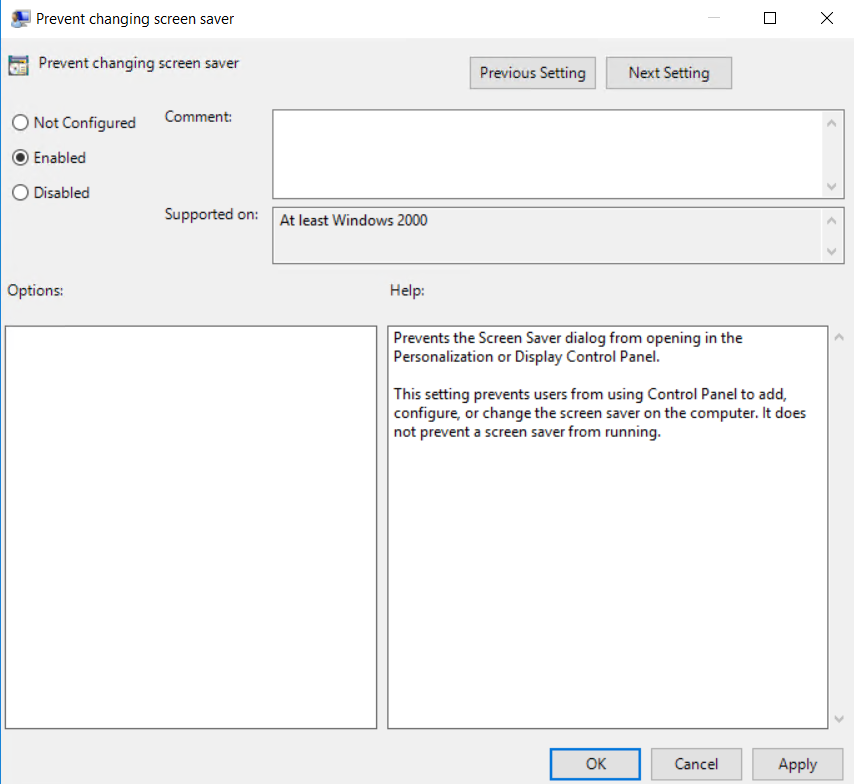 Prevent changing screen saver
Prevent changing screen saver
Previous Setting
Next Setting
Not Configured
Comment:
Enabled
Disabled
Supported on:
At least Windows 2000
Options:
Help:
Prevents the Screen Saver dialog from opening in the
Personalization or Display Control Panel.
This setting prevents users from using Control Panel to add,
configure, or change the screen saver on the computer. It does
not prevent a screen saver from running.
OK
Cancel
Apply